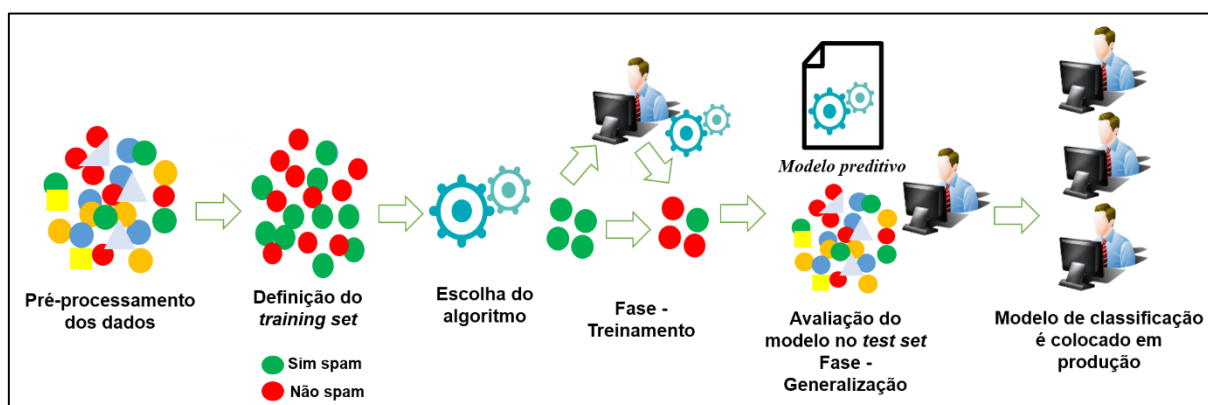 Pré-processamento
dos dados
Definição do
training set
Sim spam
Não spam
Escolha do
algoritmo
Fase -
Treinamento
Modelo preditivo
Avaliação do
modelo no test set
Fase -
Generalização
Modelo de classificação
é colocado em
produção